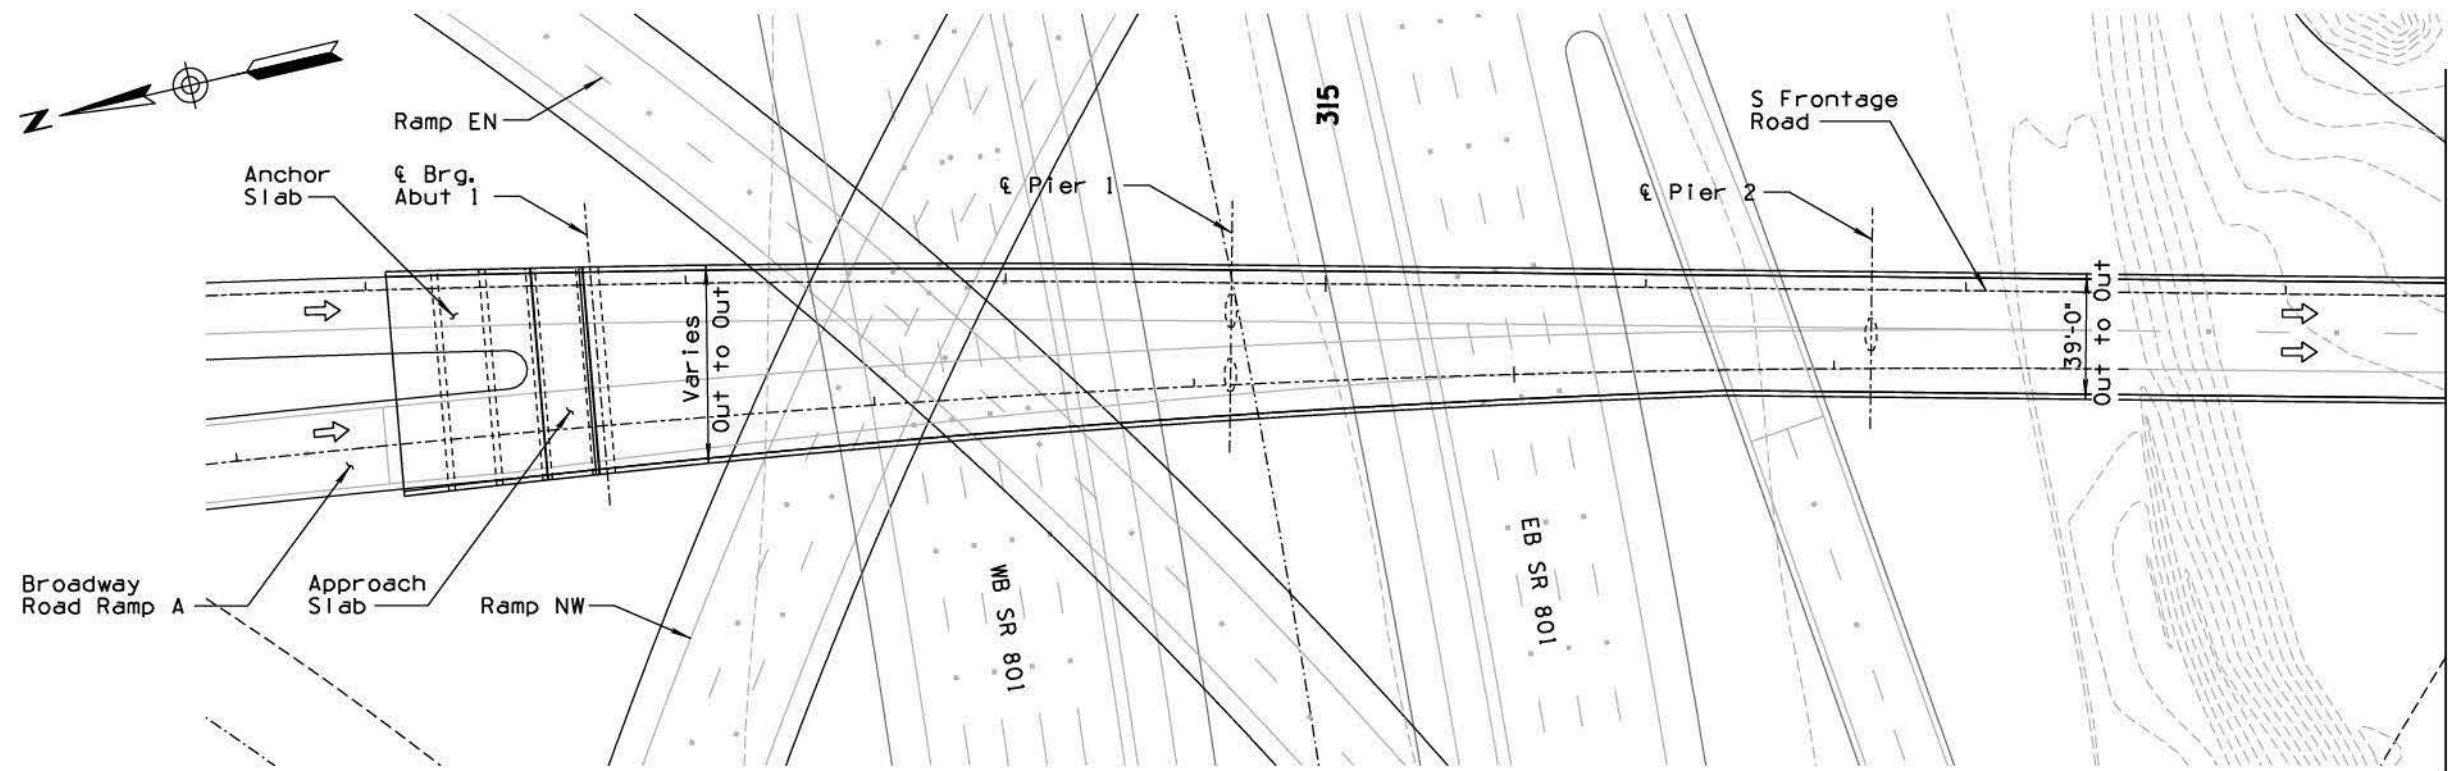 N
Ramp EN
Anchor
Slab
℄ Brg.
Abut 1
℄ Pier 1
315
℄ Pier 2
S Frontage
Road
Varies
Out to Out
39'-0"
Out to Out
Broadway
Road Ramp A
Approach
Slab
Ramp NW
WB SR 801
EB SR 801